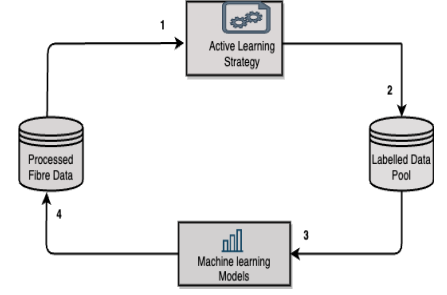 1
Active Learning
Strategy
2
Processed
Fibre Data
Labelled Data
Pool
4
3
Machine learning
Models